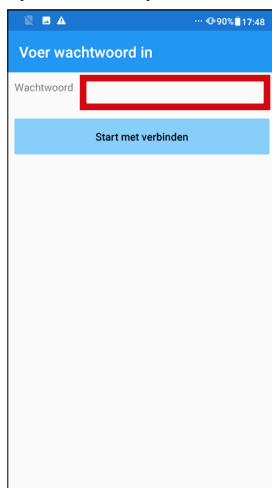 ··· 90% 17:48
Voer wachtwoord in
Wachtwoord
Start met verbinden